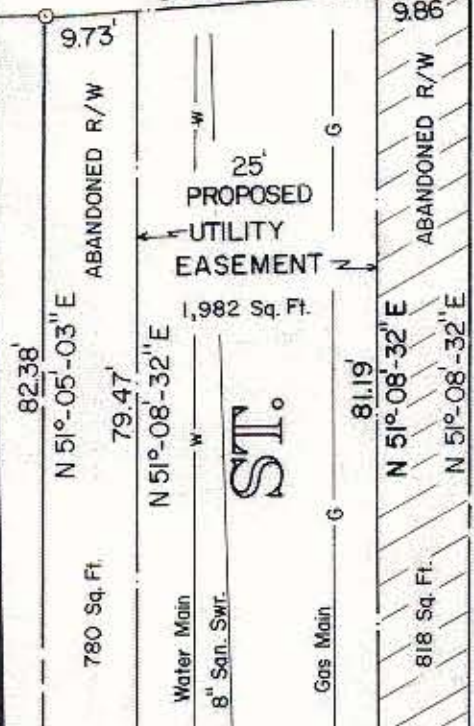 9.73'
9.86
ABANDONED R/W
ABANDONED R/W
W
G
25'
PROPOSED
UTILITY
EASEMENT
1,982 Sq. Ft.
82.38'
N 51°-05'-03" E
79.47'
N 51°-08'-32" E
81.19'
N 51°-08'-32" E
N 51°-08'-32" E
W
ST.
G
780 Sq. Ft.
Water Main
8" San. Swr.
Gas Main
818 Sq. Ft.